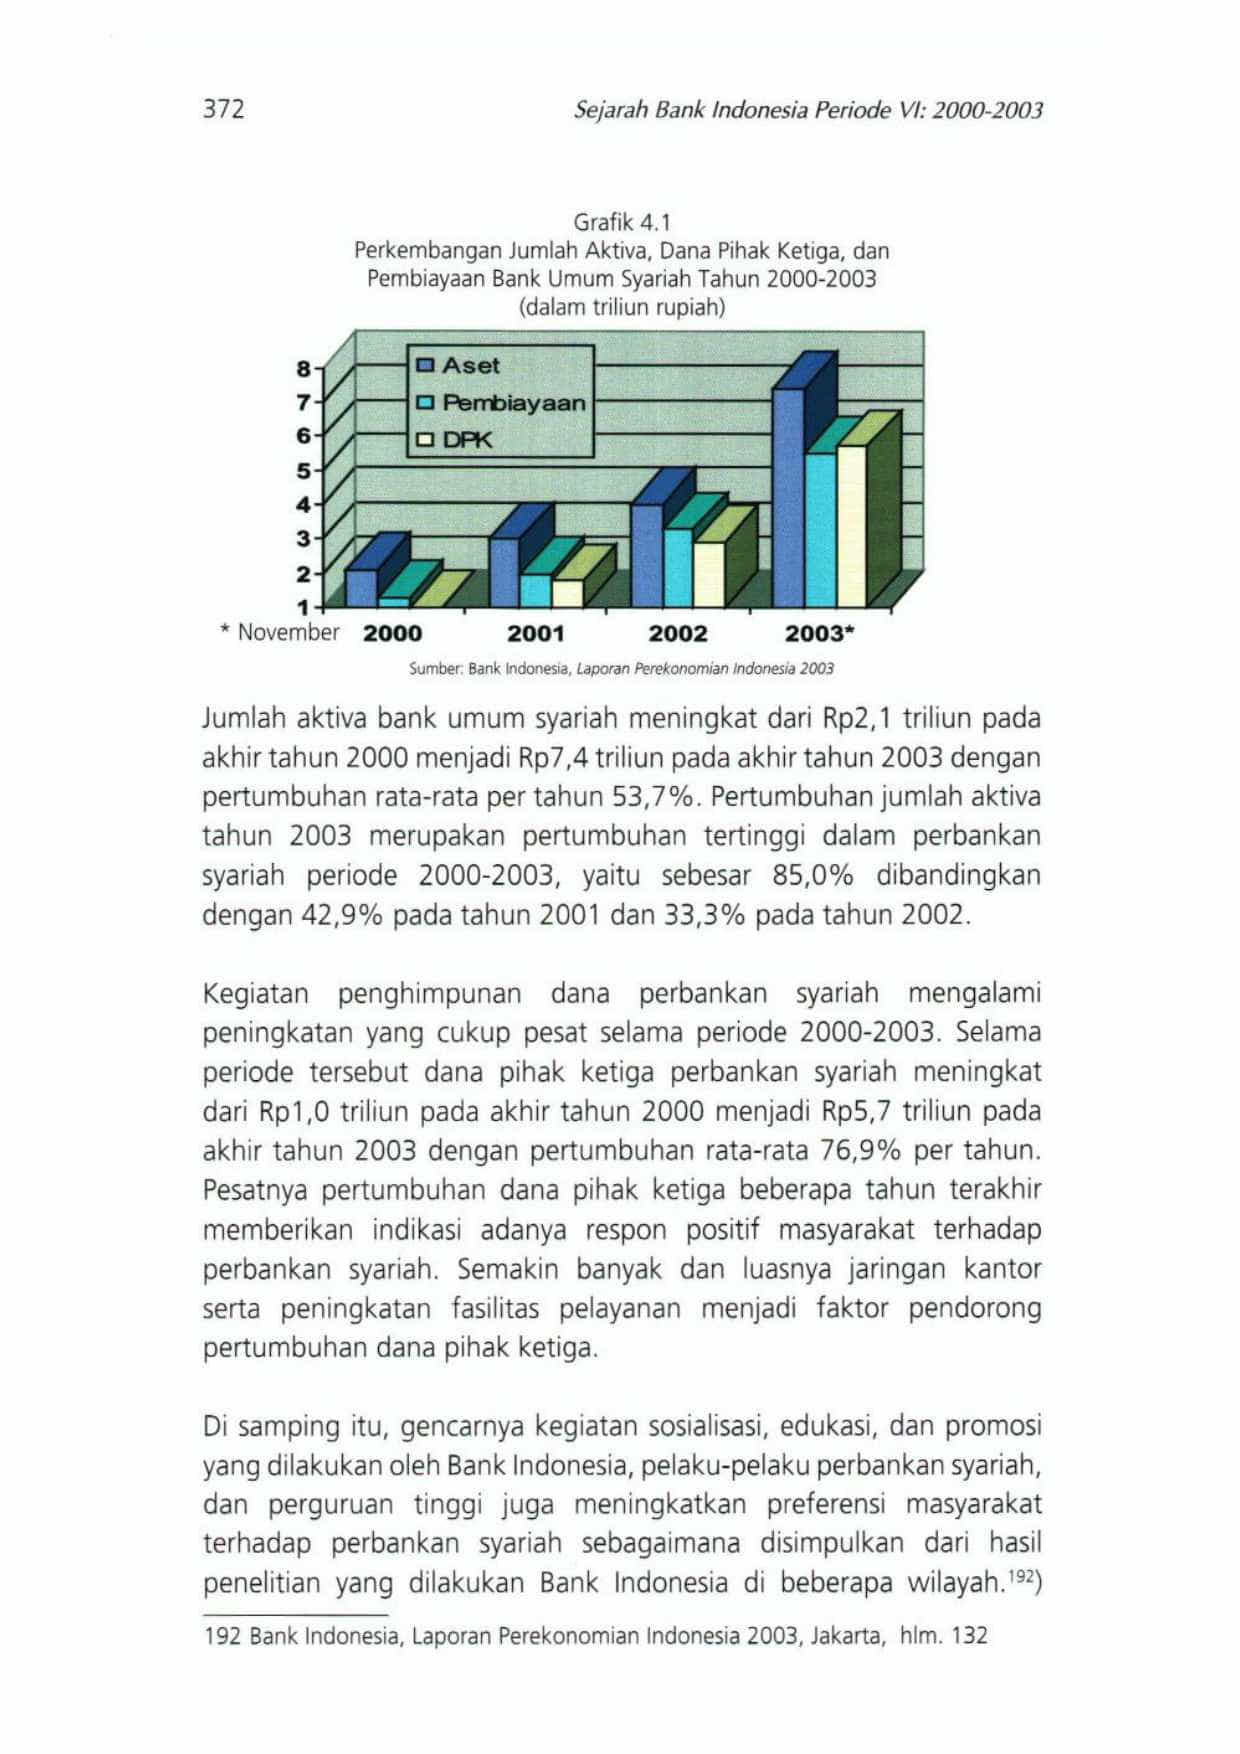 372
Sejarah Bank Indonesia Periode VI: 2000-2003
Grafik 4.1
Perkembangan Jumlah Aktiva, Dana Pihak Ketiga, dan
Pembiayaan Bank Umum Syariah Tahun 2000-2003
(dalam triliun rupiah)
8
7
6
5
4
3
2
1
Aset
Pembiayaan
DPK
* November 2000 2001 2002 2003*
Sumber: Bank Indonesia, Laporan Perekonomian Indonesia 2003
Jumlah aktiva bank umum syariah meningkat dari Rp2,1 triliun pada
akhir tahun 2000 menjadi Rp7,4 triliun pada akhir tahun 2003 dengan
pertumbuhan rata-rata per tahun 53,7%. Pertumbuhan jumlah aktiva
tahun 2003 merupakan pertumbuhan tertinggi dalam perbankan
syariah periode 2000-2003, yaitu sebesar 85,0% dibandingkan
dengan 42,9% pada tahun 2001 dan 33,3% pada tahun 2002.
Kegiatan penghimpunan dana perbankan syariah mengalami
peningkatan yang cukup pesat selama periode 2000-2003. Selama
periode tersebut dana pihak ketiga perbankan syariah meningkat
dari Rp1,0 triliun pada akhir tahun 2000 menjadi Rp5,7 triliun pada
akhir tahun 2003 dengan pertumbuhan rata-rata 76,9% per tahun.
Pesatnya pertumbuhan dana pihak ketiga beberapa tahun terakhir
memberikan indikasi adanya respon positif masyarakat terhadap
perbankan syariah. Semakin banyak dan luasnya jaringan kantor
serta peningkatan fasilitas pelayanan menjadi faktor pendorong
pertumbuhan dana pihak ketiga.
Di samping itu, gencarnya kegiatan sosialisasi, edukasi, dan promosi
yang dilakukan oleh Bank Indonesia, pelaku-pelaku perbankan syariah,
dan perguruan tinggi juga meningkatkan preferensi masyarakat
terhadap perbankan syariah sebagaimana disimpulkan dari hasil
penelitian yang dilakukan Bank Indonesia di beberapa wilayah.192)
192 Bank Indonesia, Laporan Perekonomian Indonesia 2003, Jakarta, hlm. 132